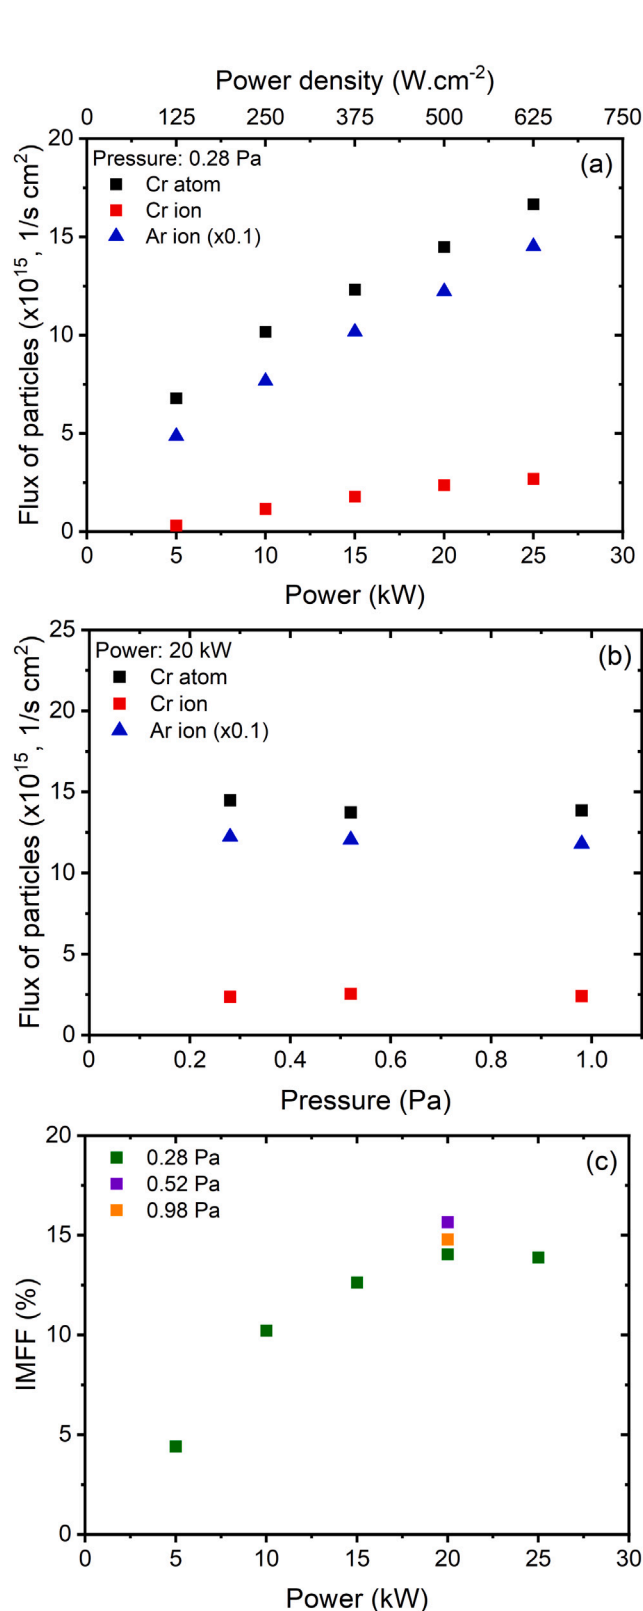 Power density (W.cm-2)
0 125 250 375 500 625 750
20
Pressure: 0.28 Pa
(a)
Cr atom
Cr ion
Ar ion (x0.1)
15
10
5
0
Flux of particles (x10^15, 1/s cm^2)
0 5 10 15 20 25 30
Power (kW)
25
Power: 20 kW
(b)
Cr atom
Cr ion
Ar ion (x0.1)
20
15
10
5
0
Flux of particles (x10^15, 1/s cm^2)
0 0.2 0.4 0.6 0.8 1.0
Pressure (Pa)
20
0.28 Pa
(c)
0.52 Pa
0.98 Pa
15
10
5
0
IMFF (%)
0 5 10 15 20 25 30
Power (kW)